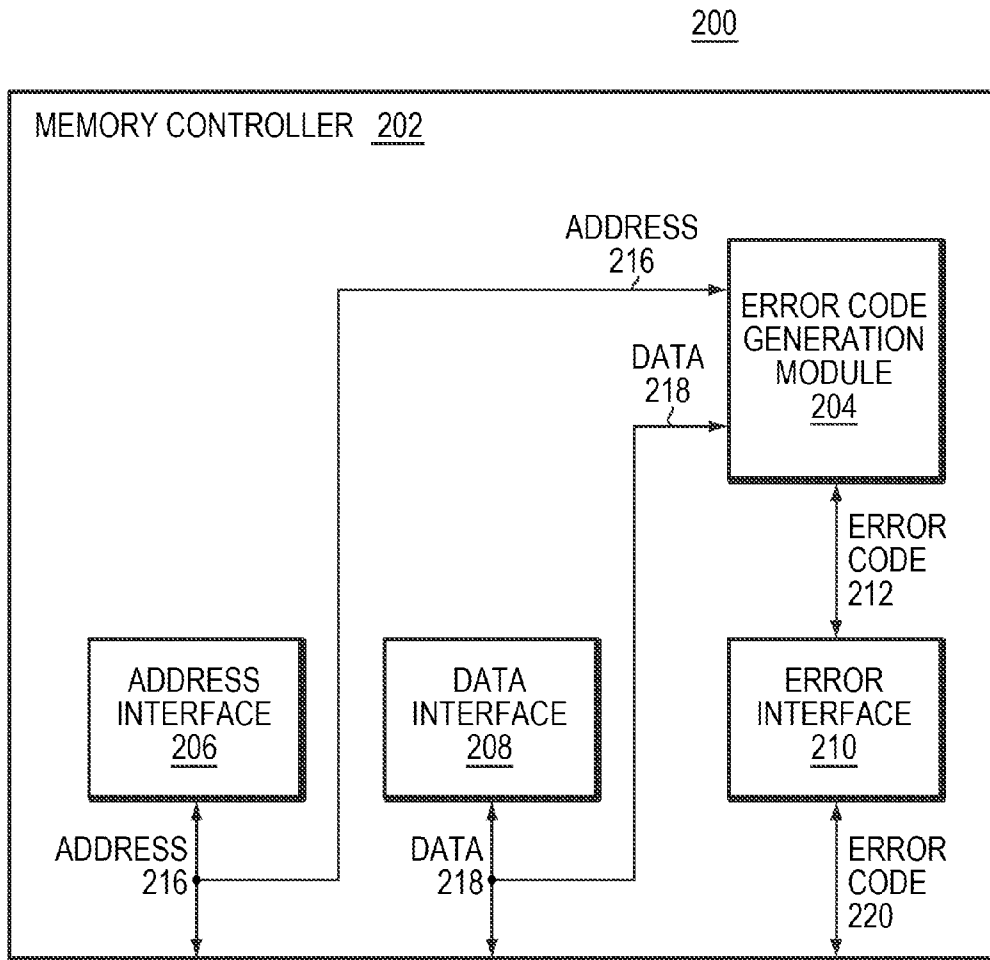 200
MEMORY CONTROLLER 202
ADDRESS
216
ERROR CODE
GENERATION
MODULE
204
DATA
218
ERROR
CODE
212
ADDRESS
INTERFACE
206
DATA
INTERFACE
208
ERROR
INTERFACE
210
ADDRESS
216
DATA
218
ERROR
CODE
220